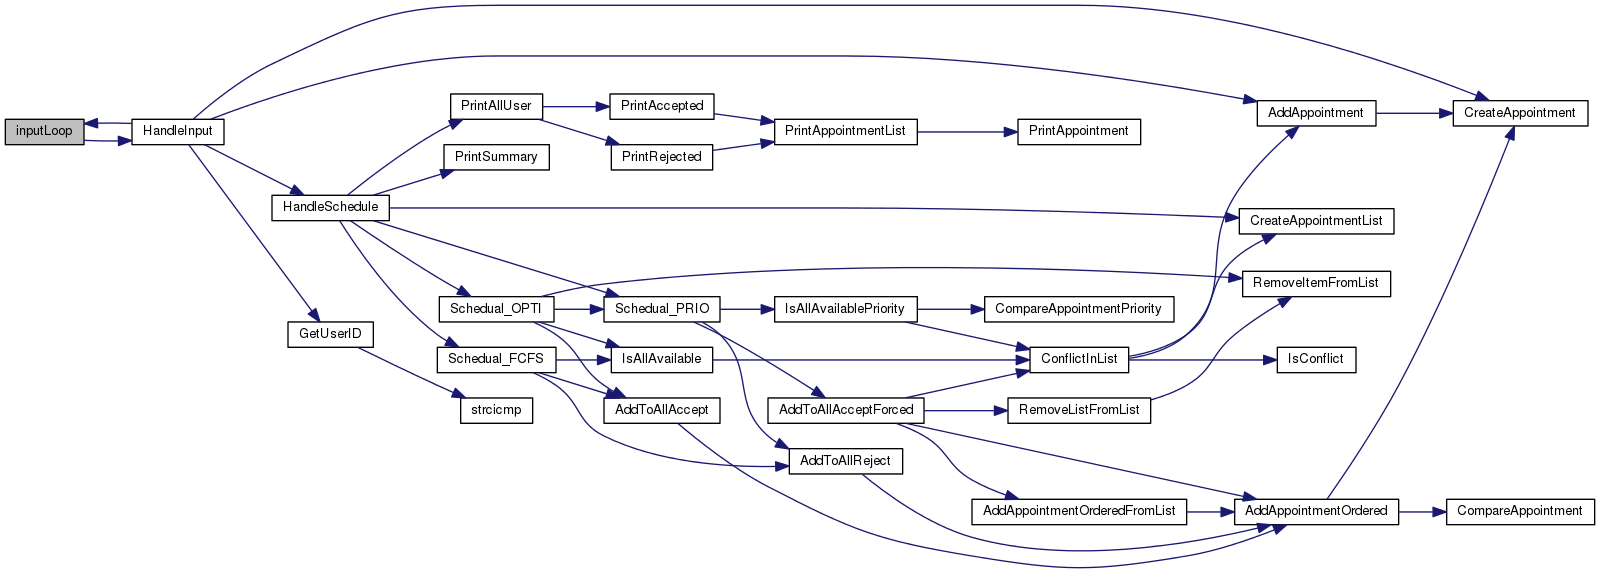 inputLoop
HandleInput
HandleSchedule
GetUserID
PrintAllUser
PrintSummary
Schedual_OPTI
Schedual_FCFS
strcicmp
PrintAccepted
PrintRejected
Schedual_PRIO
IsAllAvailable
AddToAllAccept
PrintAppointmentList
IsAllAvailablePriority
AddToAllAcceptForced
AddToAllReject
PrintAppointment
CompareAppointmentPriority
ConflictInList
RemoveListFromList
AddAppointmentOrderedFromList
AddAppointment
CreateAppointmentList
RemoveItemFromList
IsConflict
AddAppointmentOrdered
CreateAppointment
CompareAppointment